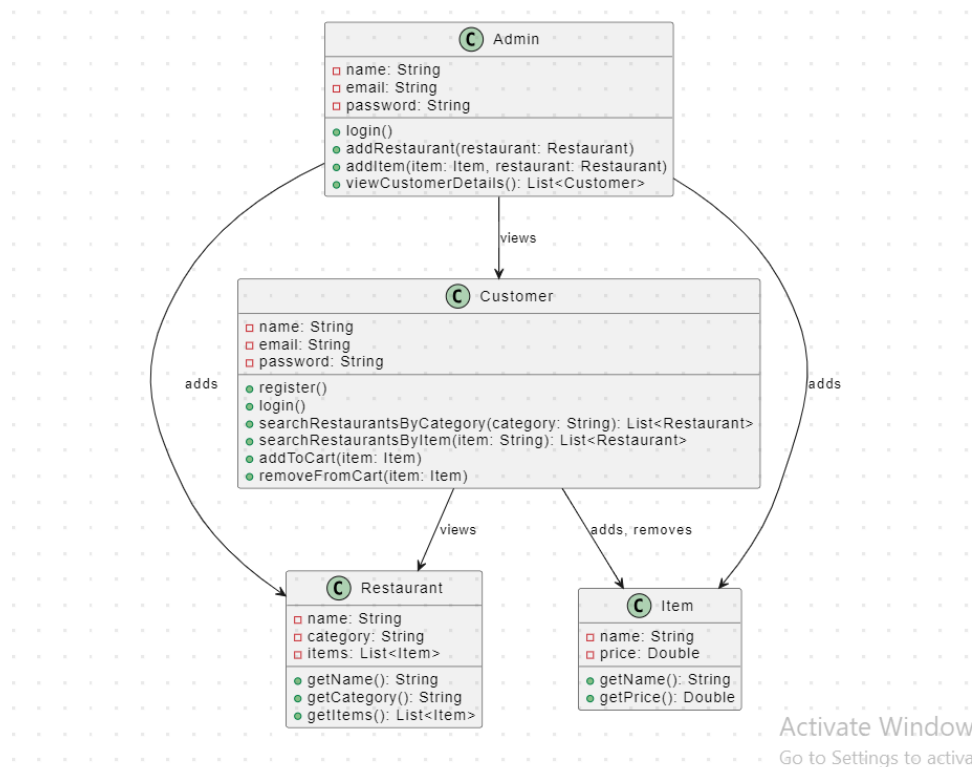 C Admin
name: String
email: String
password: String
login()
addRestaurant(restaurant: Restaurant)
addItem(item: Item, restaurant: Restaurant)
viewCustomerDetails(): List<Customer>
views
C Customer
name: String
email: String
password: String
register()
login()
searchRestaurantsByCategory(category: String): List<Restaurant>
searchRestaurantsByItem(item: String): List<Restaurant>
addToCart(item: Item)
removeFromCart(item: Item)
adds
adds
views
adds, removes
C Restaurant
name: String
category: String
items: List<Item>
getName(): String
getCategory(): String
getItems(): List<Item>
C Item
name: String
price: Double
getName(): String
getPrice(): Double
Activate Window
Go to Settings to activa